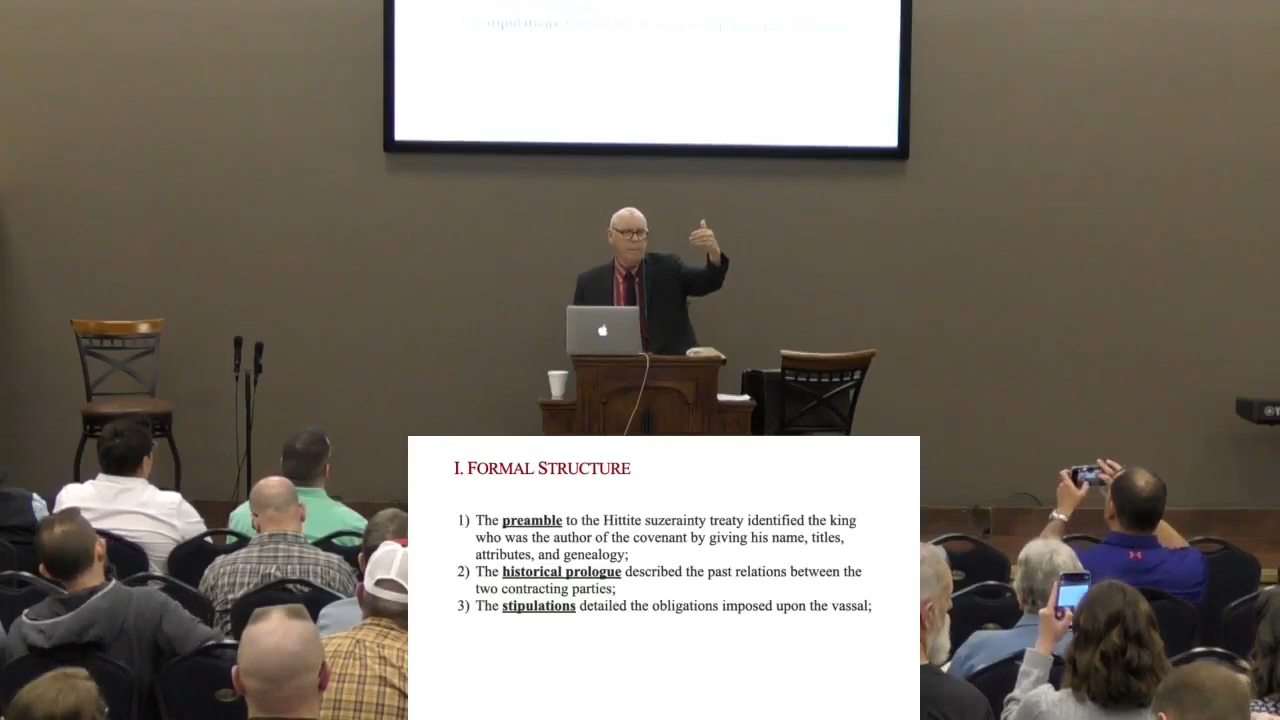 stipulations
I. FORMAL STRUCTURE
1) The preamble to the Hittite suzerainty treaty identified the king
who was the author of the covenant by giving his name, titles,
attributes, and genealogy;
2) The historical prologue described the past relations between the
two contracting parties;
3) The stipulations detailed the obligations imposed upon the vassal;